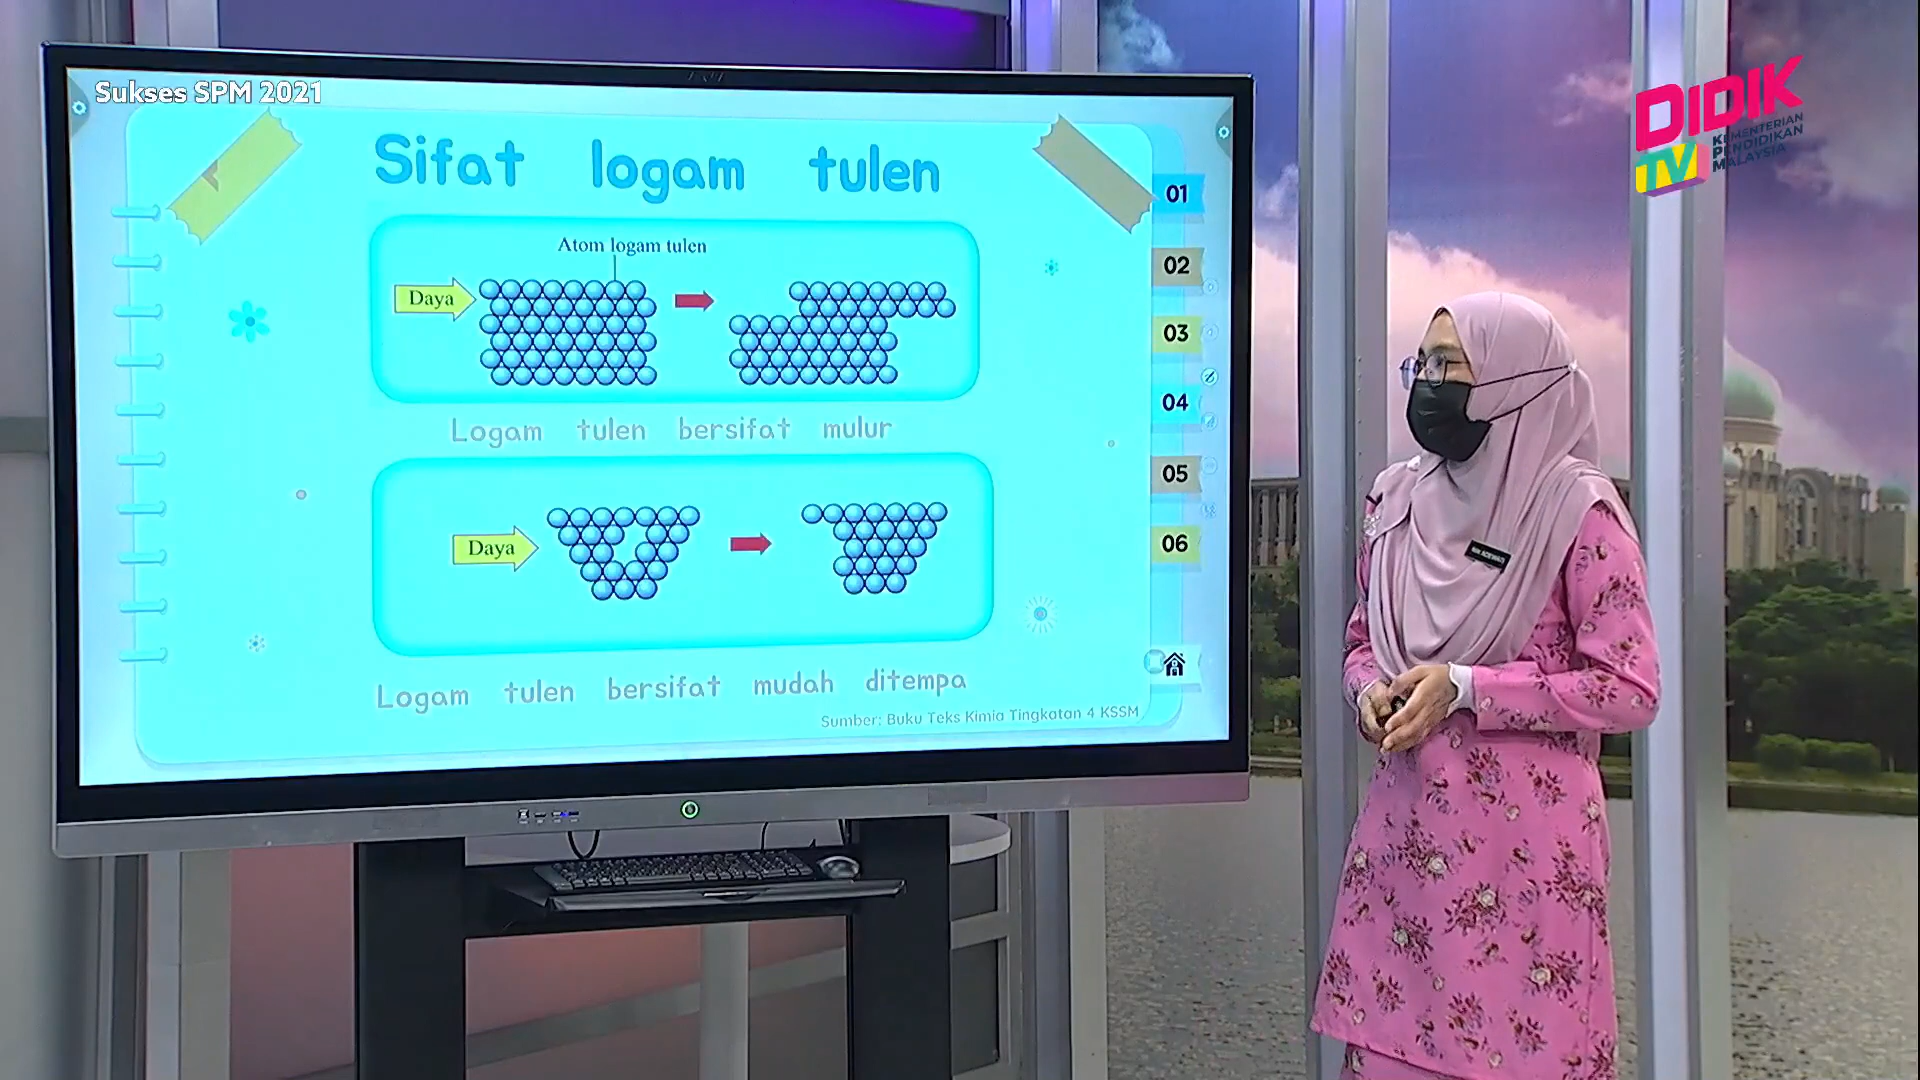 Sukses SPM 2021
DIDIK
TV
KEMENTERIAN
PENDIDIKAN
MALAYSIA
Sifat logam tulen
Atom logam tulen
Daya
Logam tulen bersifat mulur
Daya
Logam tulen bersifat mudah ditempa
Sumber: Buku Teks Kimia Tingkatan 4 KSSM
01
02
03
04
05
06